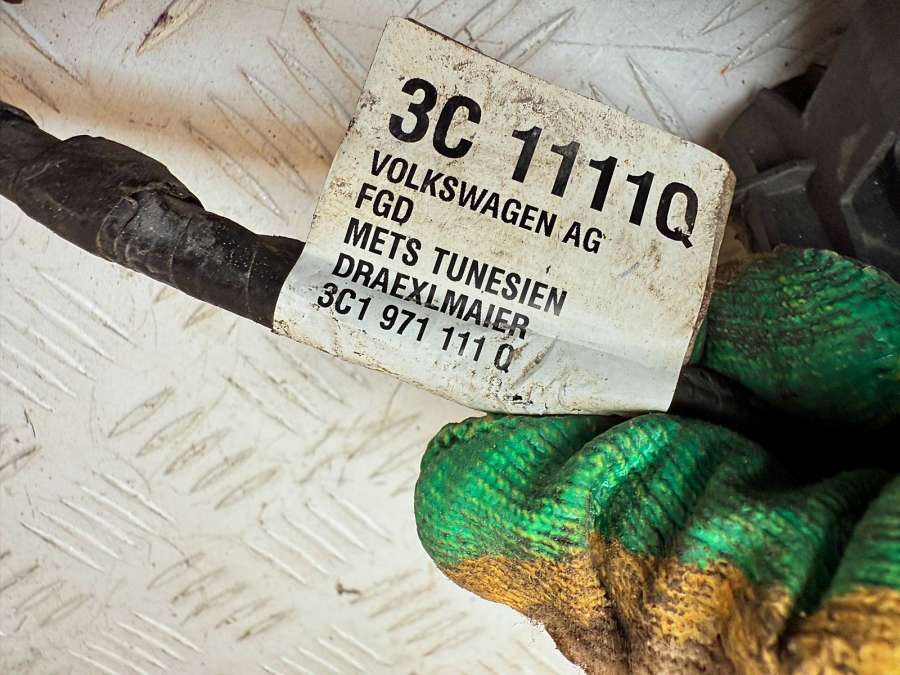 3C 1111Q
VOLKSWAGEN AG
FGD
METS TUNESIEN
DRAEXLMAIER
3C1 971 111 Q